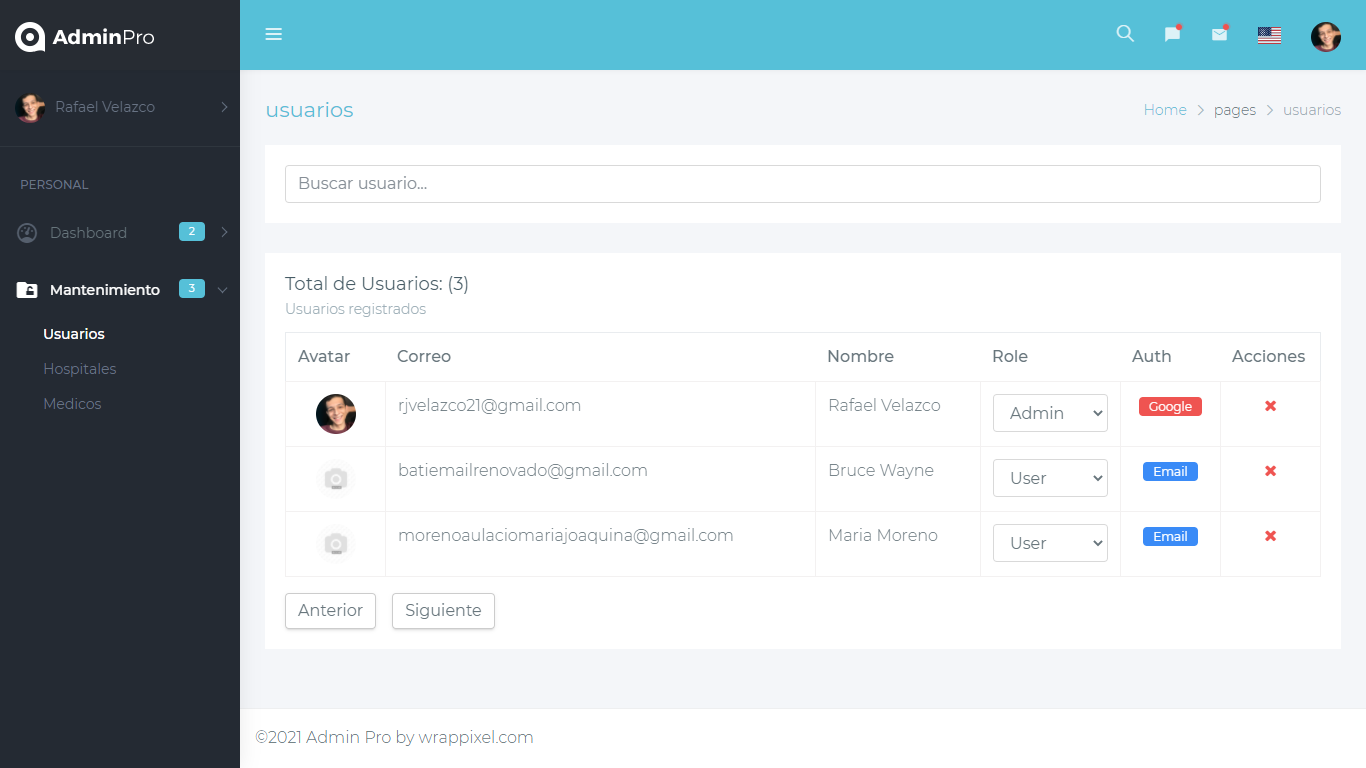 AdminPro
Rafael Velazco
PERSONAL
Dashboard 2
Mantenimiento 3
Usuarios
Hospitales
Medicos
usuarios
Home > pages > usuarios
Buscar usuario...
Total de Usuarios: (3)
Usuarios registrados
Avatar Correo Nombre Role Auth Acciones
rjvelazco21@gmail.com Rafael Velazco Admin Google
batiemailrenovado@gmail.com Bruce Wayne User Email
morenoaulaciomariajoaquina@gmail.com Maria Moreno User Email
Anterior Siguiente
©2021 Admin Pro by wrappixel.com